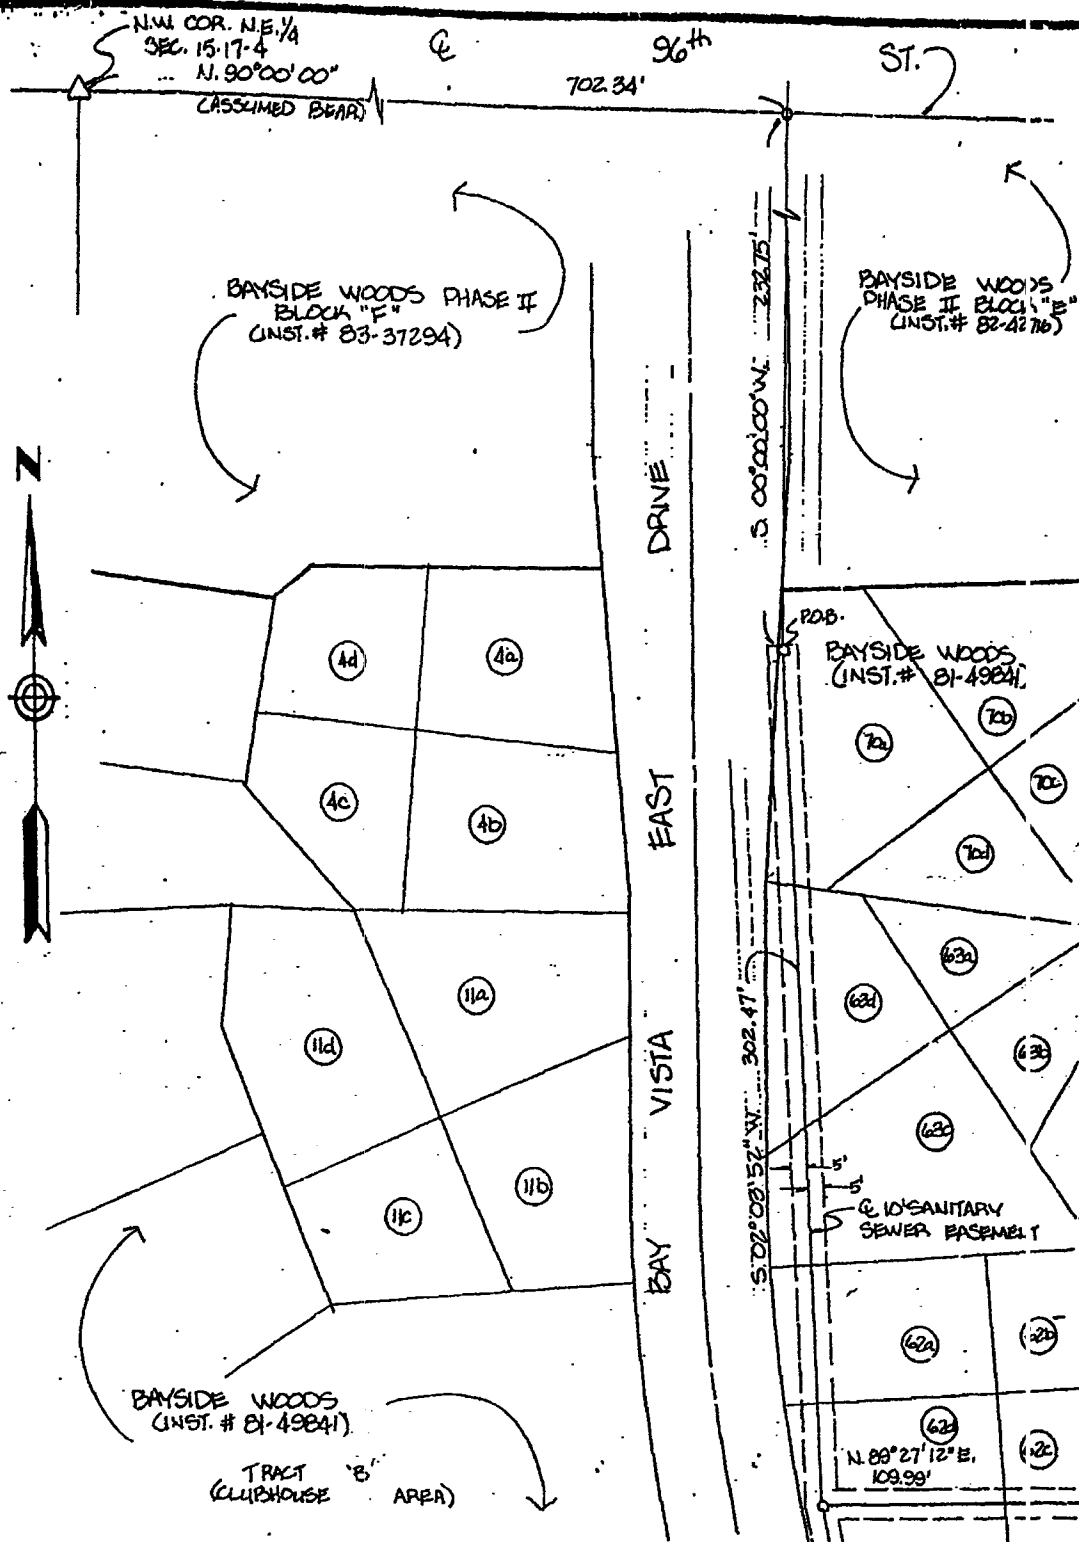 N.W. COR. N.E. 1/4
SEC. 15-17-4
N. 90°00'00"
(ASSUMED BEAR)
℄ 96th ST.
702.34'
BAYSIDE WOODS PHASE II
BLOCK "F"
(INST.# 83-37294)
BAYSIDE WOODS
PHASE II BLOCK "E"
(INST.# 82-42716)
S. 00°00'00" W. 232.75'
N
P.O.B.
BAYSIDE WOODS
(INST.# 81-49841)
4d
4a
4c
4b
70a
70b
70c
70d
BAY VISTA EAST DRIVE
11a
11d
11b
11c
63a
63d
63b
63c
S. 02°08'52" W. 302.47'
5'
5'
℄ 10' SANITARY
SEWER EASEMENT
62a
62b
62d
62c
N. 89°27'12" E.
109.99'
BAYSIDE WOODS
(INST. # 81-49841)
TRACT "B"
(CLUBHOUSE AREA)